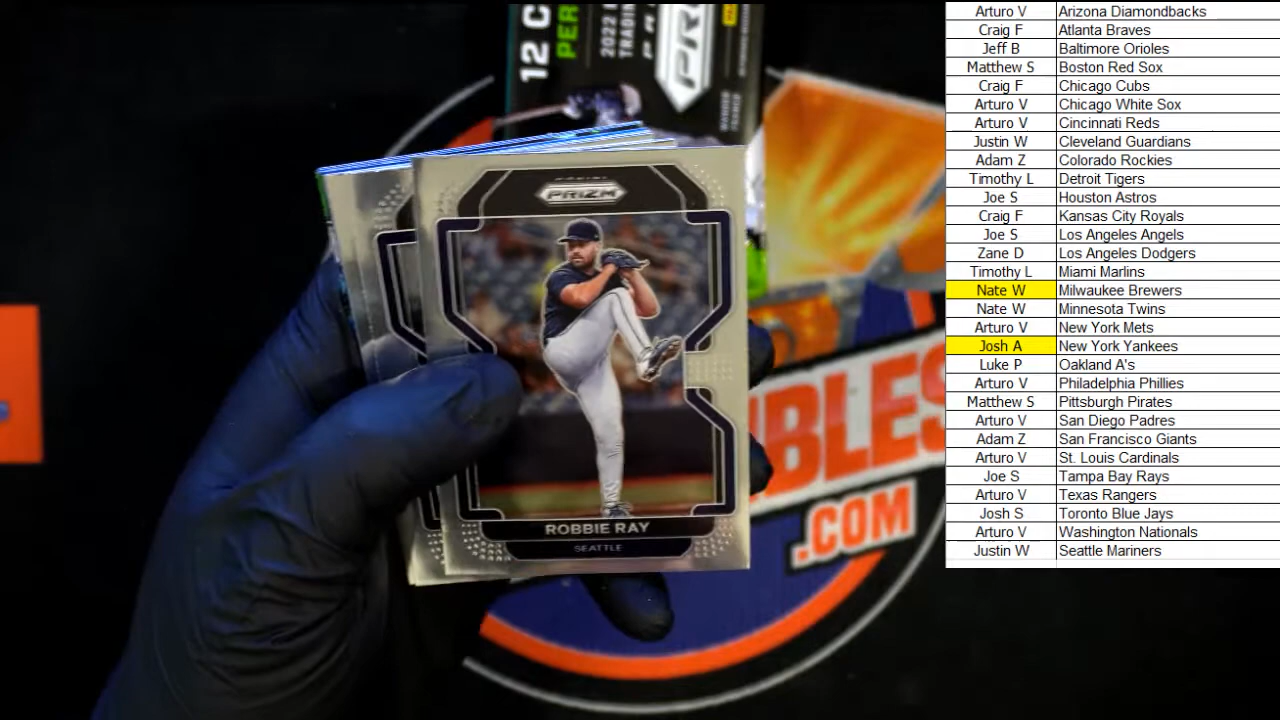 12 C
PER
2022
TRADIN
PR
PRIZM
ROBBIE RAY
SEATTLE
BLES
.COM
Arturo V Arizona Diamondbacks
Craig F Atlanta Braves
Jeff B Baltimore Orioles
Matthew S Boston Red Sox
Craig F Chicago Cubs
Arturo V Chicago White Sox
Arturo V Cincinnati Reds
Justin W Cleveland Guardians
Adam Z Colorado Rockies
Timothy L Detroit Tigers
Joe S Houston Astros
Craig F Kansas City Royals
Joe S Los Angeles Angels
Zane D Los Angeles Dodgers
Timothy L Miami Marlins
Nate W Milwaukee Brewers
Nate W Minnesota Twins
Arturo V New York Mets
Josh A New York Yankees
Luke P Oakland A's
Arturo V Philadelphia Phillies
Matthew S Pittsburgh Pirates
Arturo V San Diego Padres
Adam Z San Francisco Giants
Arturo V St. Louis Cardinals
Joe S Tampa Bay Rays
Arturo V Texas Rangers
Josh S Toronto Blue Jays
Arturo V Washington Nationals
Justin W Seattle Mariners